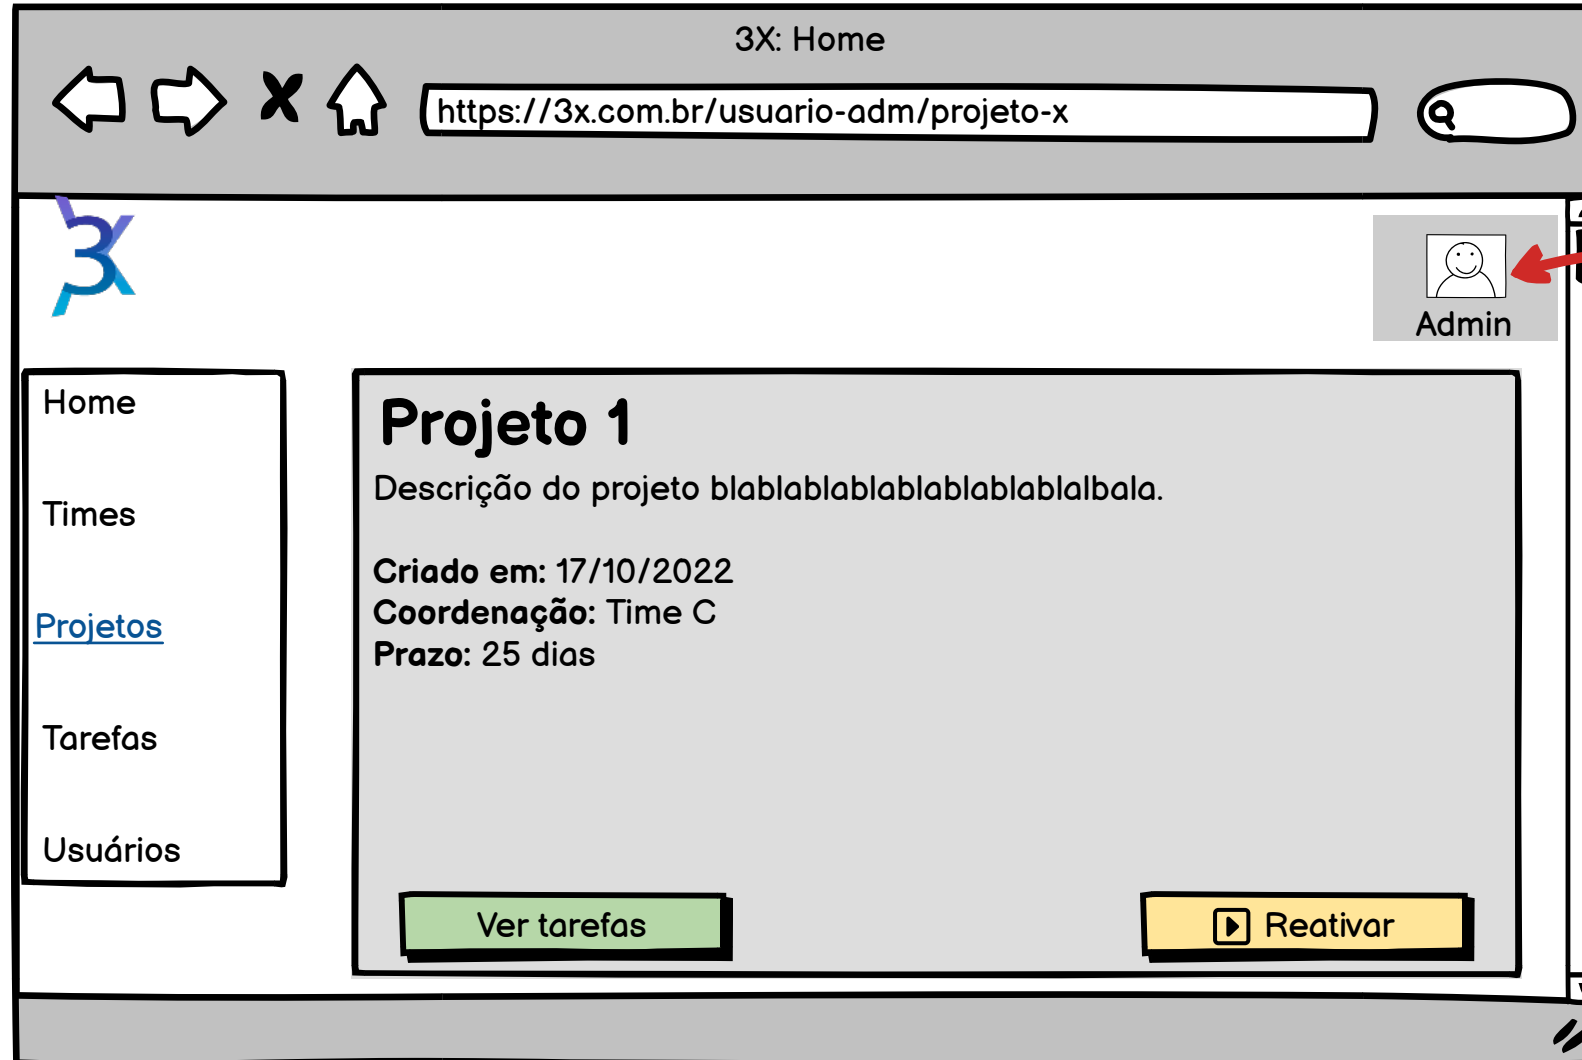 3X: Home
https://3x.com.br/usuario-adm/projeto-x
3X
Admin
Home
Times
Projetos
Tarefas
Usuários
Projeto 1
Descrição do projeto blablablablablablablablalbala.
Criado em: 17/10/2022
Coordenação: Time C
Prazo: 25 dias
Ver tarefas
Reativar